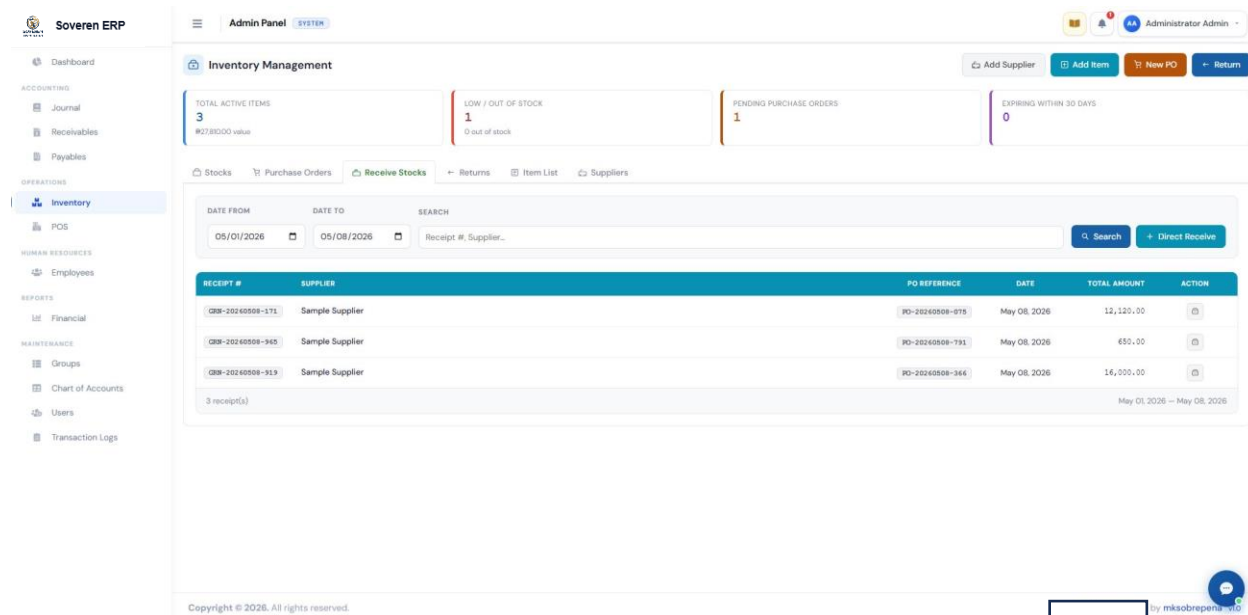 Soveren ERP
Admin Panel SYSTEM
1
AA Administrator Admin
Dashboard
ACCOUNTING
Journal
Receivables
Payables
OPERATIONS
Inventory
POS
HUMAN RESOURCES
Employees
REPORTS
Financial
MAINTENANCE
Groups
Chart of Accounts
Users
Transaction Logs
Inventory Management
Add Supplier
Add Item
New PO
← Return
TOTAL ACTIVE ITEMS
3
₱27,810.00 value
LOW / OUT OF STOCK
1
0 out of stock
PENDING PURCHASE ORDERS
1
EXPIRING WITHIN 30 DAYS
0
Stocks
Purchase Orders
Receive Stocks
← Returns
Item List
Suppliers
DATE FROM DATE TO SEARCH
05/01/2026 05/08/2026 Receipt #, Supplier... Search + Direct Receive
RECEIPT # SUPPLIER PO REFERENCE DATE TOTAL AMOUNT ACTION
GRN-20260508-171 Sample Supplier PO-20260508-075 May 08, 2026 12,120.00
GRN-20260508-965 Sample Supplier PO-20260508-791 May 08, 2026 650.00
GRN-20260508-919 Sample Supplier PO-20260508-366 May 08, 2026 16,000.00
3 receipt(s) May 01, 2026 — May 08, 2026
Copyright © 2026. All rights reserved.
by mksobrepena